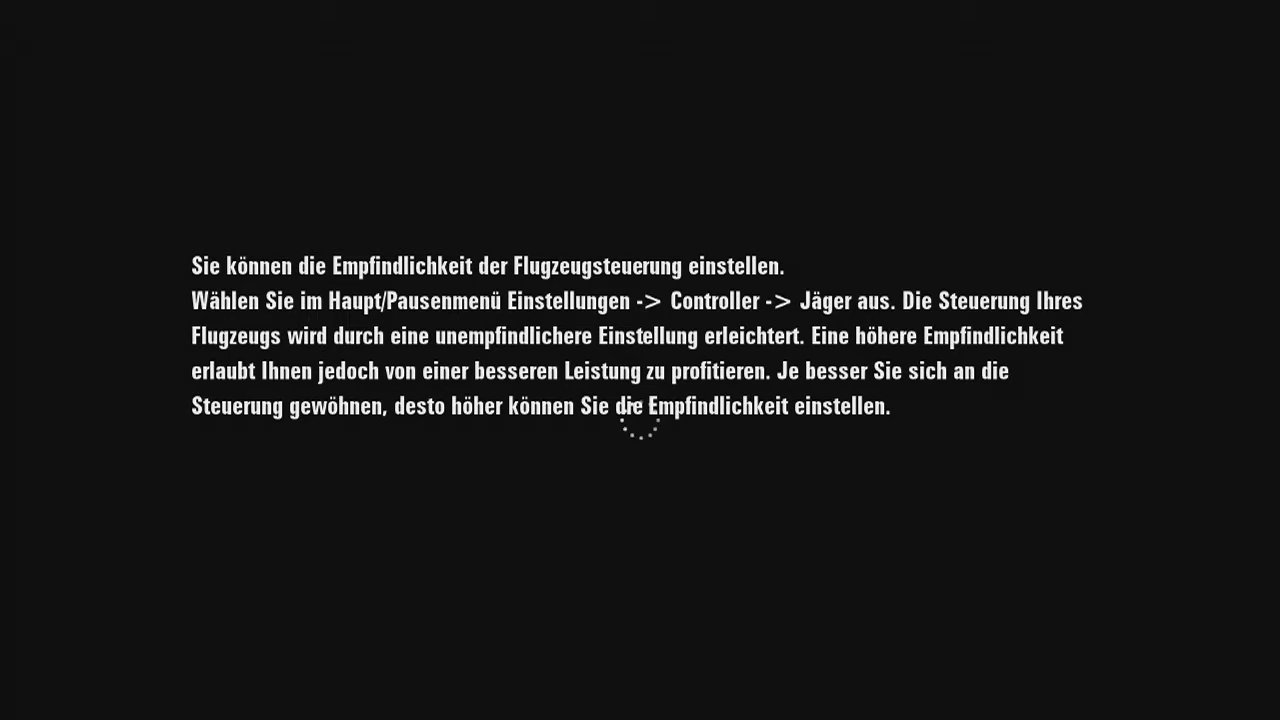 Sie können die Empfindlichkeit der Flugzeugsteuerung einstellen.
Wählen Sie im Haupt/Pausenmenü Einstellungen -> Controller -> Jäger aus. Die Steuerung Ihres
Flugzeugs wird durch eine unempfindlichere Einstellung erleichtert. Eine höhere Empfindlichkeit
erlaubt Ihnen jedoch von einer besseren Leistung zu profitieren. Je besser Sie sich an die
Steuerung gewöhnen, desto höher können Sie die Empfindlichkeit einstellen.